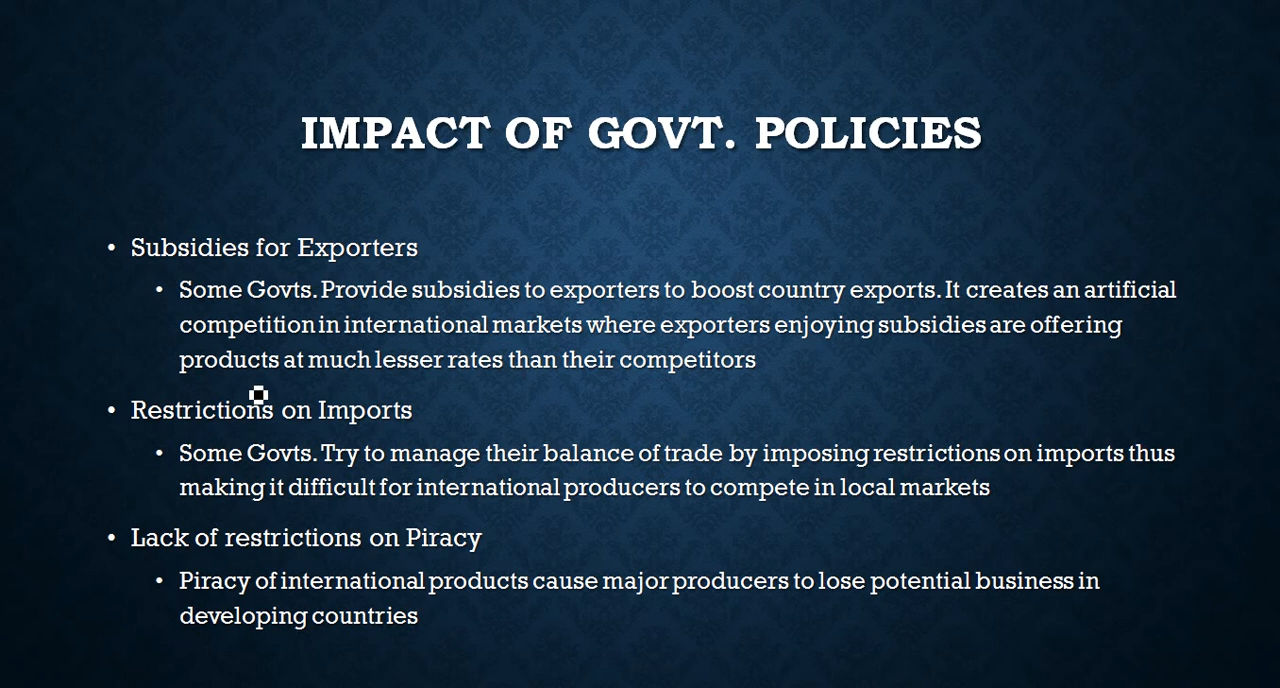 IMPACT OF GOVT. POLICIES
• Subsidies for Exporters
• Some Govts. Provide subsidies to exporters to boost country exports. It creates an artificial
competition in international markets where exporters enjoying subsidies are offering
products at much lesser rates than their competitors
• Restrictions on Imports
• Some Govts. Try to manage their balance of trade by imposing restrictions on imports thus
making it difficult for international producers to compete in local markets
• Lack of restrictions on Piracy
• Piracy of international products cause major producers to lose potential business in
developing countries